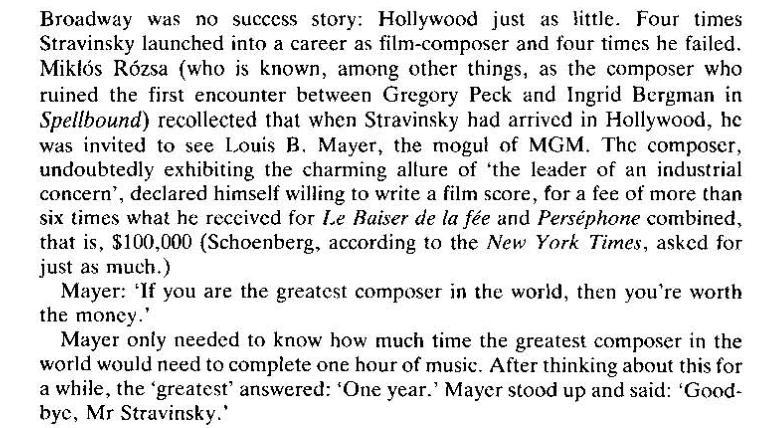 Broadway was no success story: Hollywood just as little. Four times
Stravinsky launched into a career as film-composer and four times he failed.
Miklós Rózsa (who is known, among other things, as the composer who
ruined the first encounter between Gregory Peck and Ingrid Bergman in
Spellbound) recollected that when Stravinsky had arrived in Hollywood, he
was invited to see Louis B. Mayer, the mogul of MGM. The composer,
undoubtedly exhibiting the charming allure of ‘the leader of an industrial
concern’, declared himself willing to write a film score, for a fee of more than
six times what he received for Le Baiser de la fée and Perséphone combined,
that is, $100,000 (Schoenberg, according to the New York Times, asked for
just as much.)
Mayer: ‘If you are the greatest composer in the world, then you're worth
the money.’
Mayer only needed to know how much time the greatest composer in the
world would need to complete one hour of music. After thinking about this for
a while, the ‘greatest’ answered: ‘One year.’ Mayer stood up and said: ‘Good-
bye, Mr Stravinsky.’